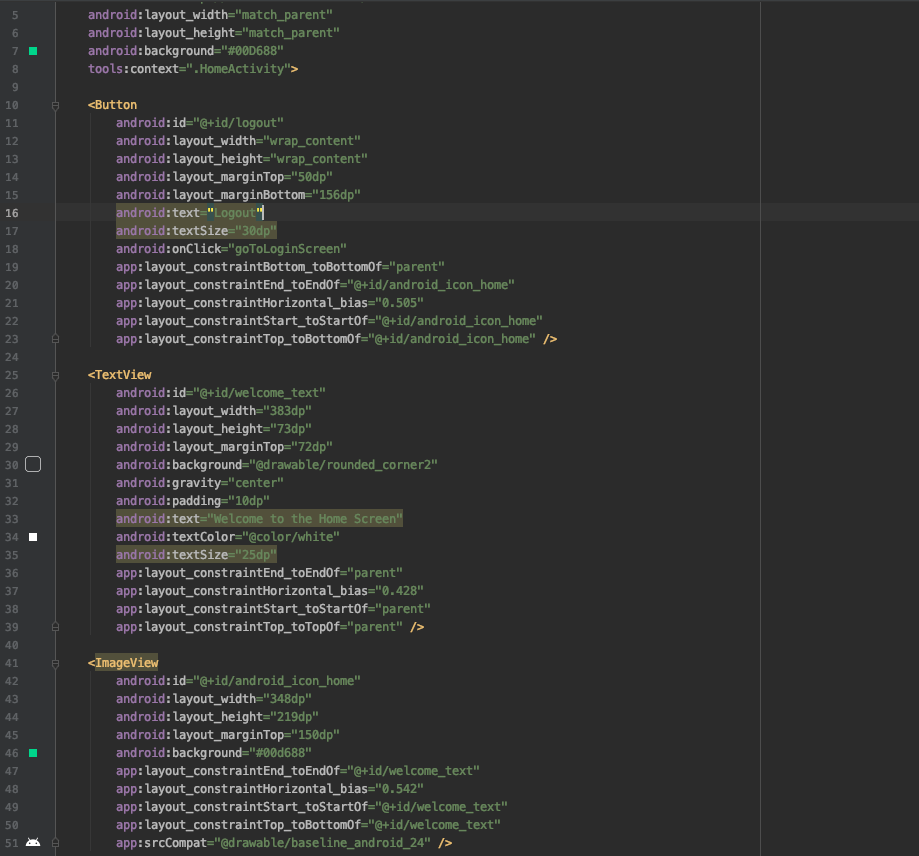 5 android:layout_width="match_parent"
6 android:layout_height="match_parent"
7 android:background="#00D688"
8 tools:context=".HomeActivity">
9
10 <Button
11 android:id="@+id/logout"
12 android:layout_width="wrap_content"
13 android:layout_height="wrap_content"
14 android:layout_marginTop="50dp"
15 android:layout_marginBottom="156dp"
16 android:text="Logout"
17 android:textSize="30dp"
18 android:onClick="goToLoginScreen"
19 app:layout_constraintBottom_toBottomOf="parent"
20 app:layout_constraintEnd_toEndOf="@+id/android_icon_home"
21 app:layout_constraintHorizontal_bias="0.505"
22 app:layout_constraintStart_toStartOf="@+id/android_icon_home"
23 app:layout_constraintTop_toBottomOf="@+id/android_icon_home" />
24
25 <TextView
26 android:id="@+id/welcome_text"
27 android:layout_width="383dp"
28 android:layout_height="73dp"
29 android:layout_marginTop="72dp"
30 android:background="@drawable/rounded_corner2"
31 android:gravity="center"
32 android:padding="10dp"
33 android:text="Welcome to the Home Screen"
34 android:textColor="@color/white"
35 android:textSize="25dp"
36 app:layout_constraintEnd_toEndOf="parent"
37 app:layout_constraintHorizontal_bias="0.428"
38 app:layout_constraintStart_toStartOf="parent"
39 app:layout_constraintTop_toTopOf="parent" />
40
41 <ImageView
42 android:id="@+id/android_icon_home"
43 android:layout_width="348dp"
44 android:layout_height="219dp"
45 android:layout_marginTop="150dp"
46 android:background="#00d688"
47 app:layout_constraintEnd_toEndOf="@+id/welcome_text"
48 app:layout_constraintHorizontal_bias="0.542"
49 app:layout_constraintStart_toStartOf="@+id/welcome_text"
50 app:layout_constraintTop_toBottomOf="@+id/welcome_text"
51 app:srcCompat="@drawable/baseline_android_24" />